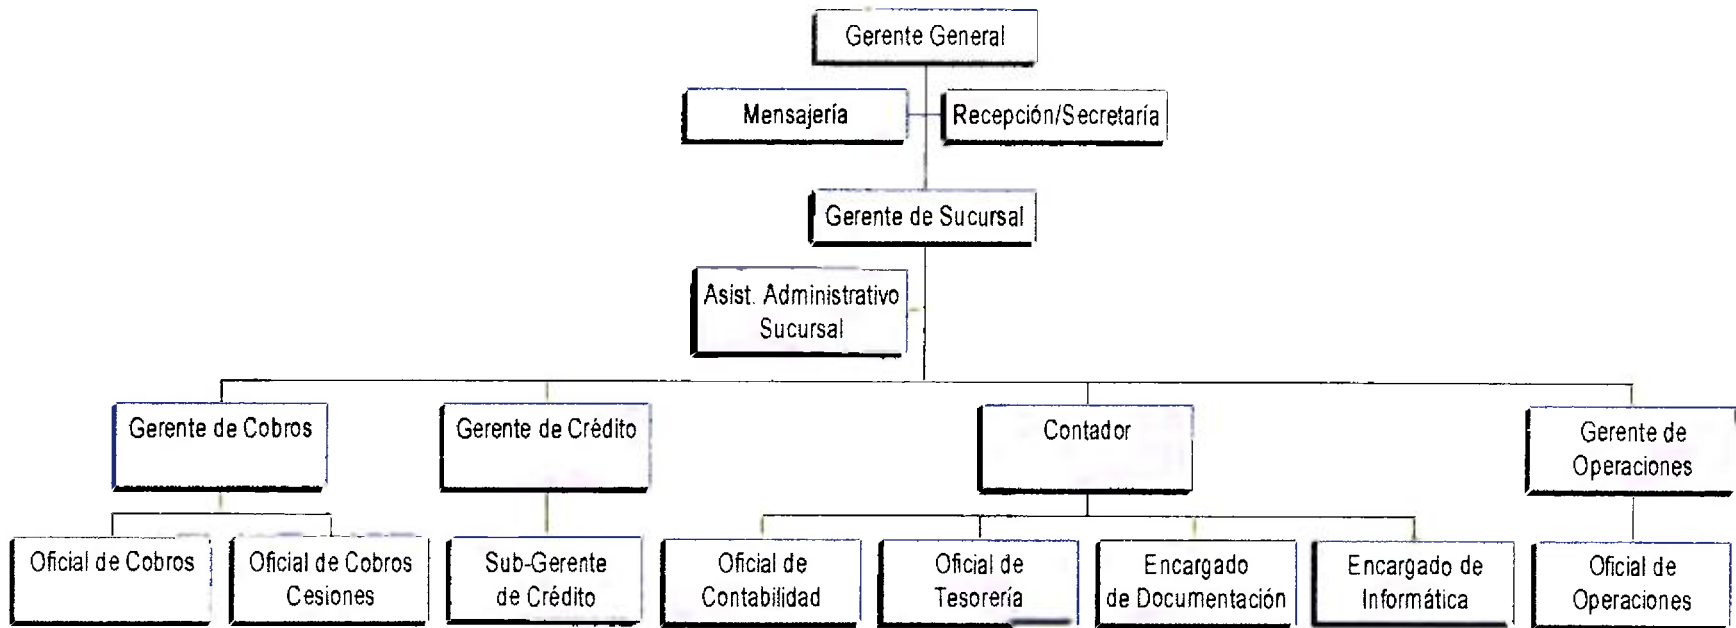 Gerente General
Mensajería
Recepción/Secretaría
Gerente de Sucursal
Asist. Administrativo
Sucursal
Gerente de Cobros
Gerente de Crédito
Contador
Gerente de
Operaciones
Oficial de Cobros
Oficial de Cobros
Cesiones
Sub-Gerente
de Crédito
Oficial de
Contabilidad
Oficial de
Tesorería
Encargado
de Documentación
Encargado de
Informática
Oficial de
Operaciones